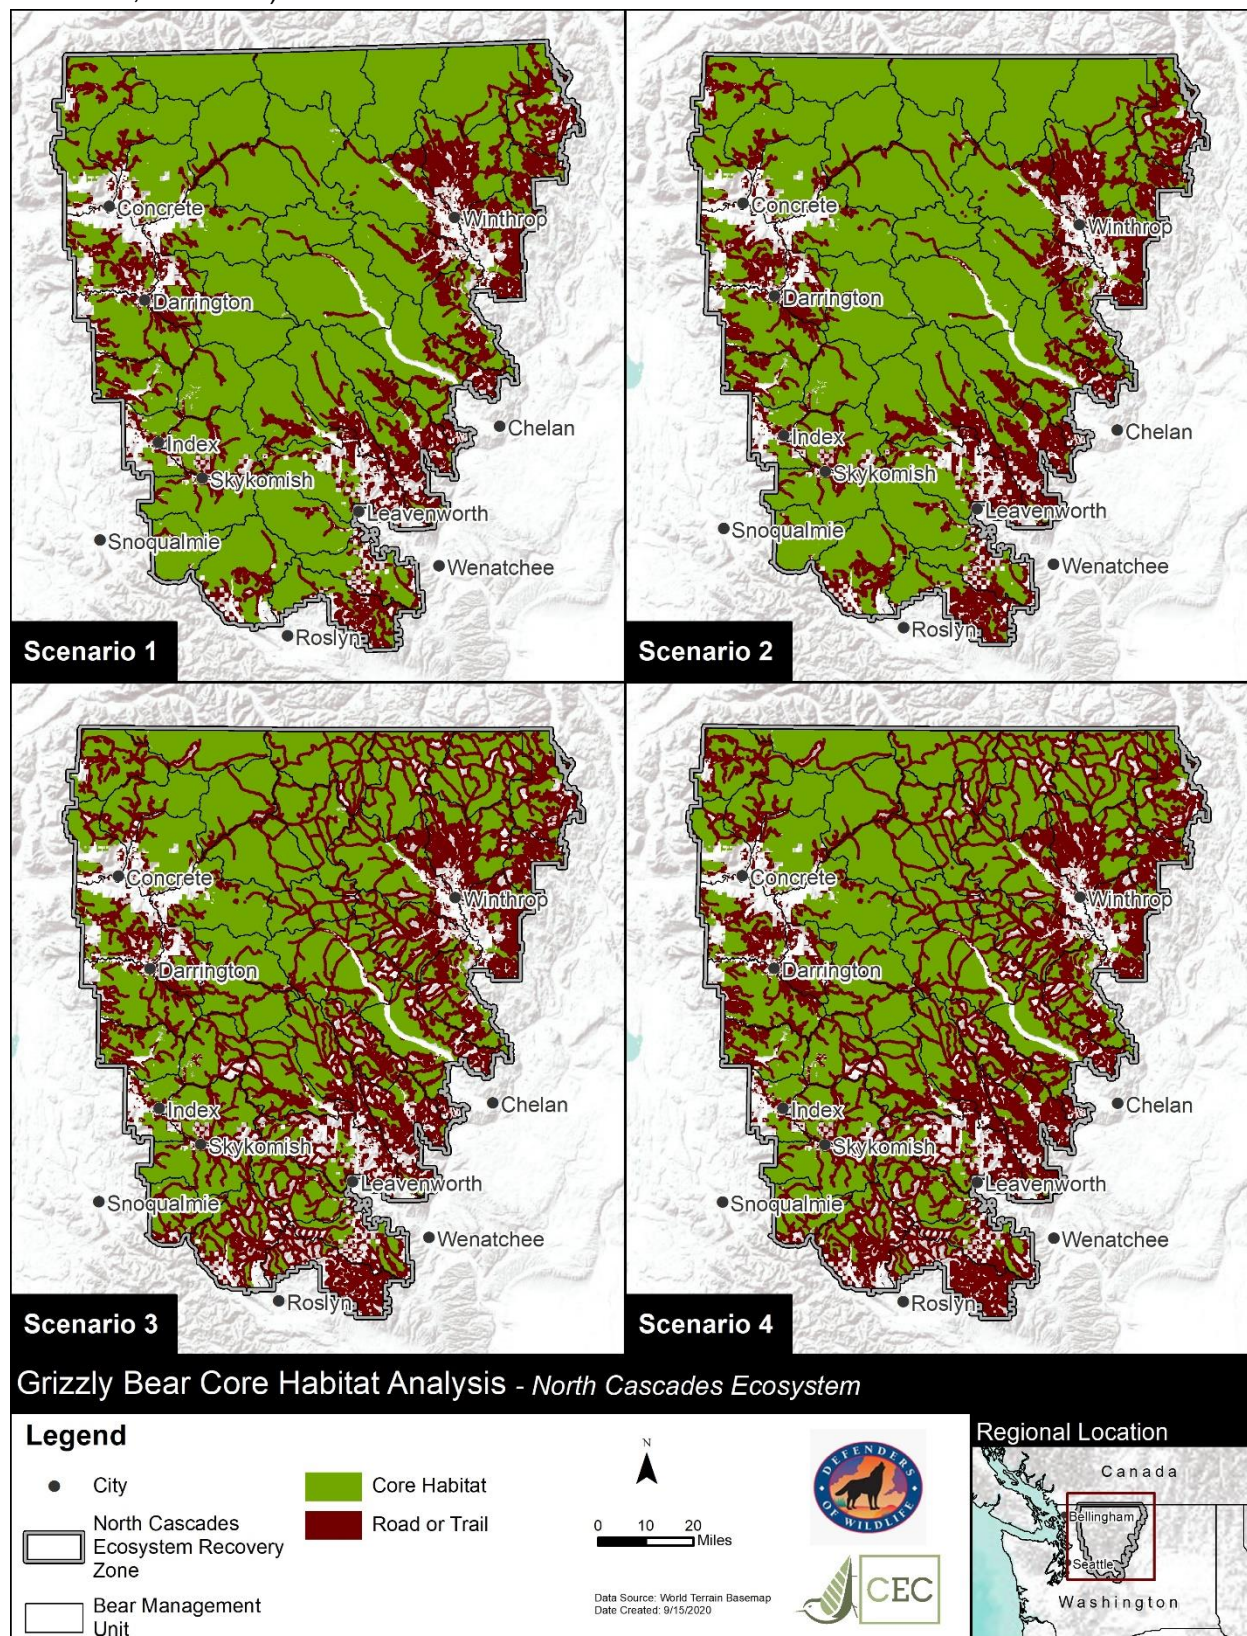 Concrete
Winthrop
Darrington
Chelan
Index
Skykomish
Leavenworth
Snoqualmie
Wenatchee
Roslyn
Scenario 1
Concrete
Winthrop
Darrington
Chelan
Index
Skykomish
Leavenworth
Snoqualmie
Wenatchee
Roslyn
Scenario 2
Concrete
Winthrop
Darrington
Chelan
Index
Skykomish
Leavenworth
Snoqualmie
Wenatchee
Roslyn
Scenario 3
Concrete
Winthrop
Darrington
Chelan
Index
Skykomish
Leavenworth
Snoqualmie
Wenatchee
Roslyn
Scenario 4
Grizzly Bear Core Habitat Analysis - North Cascades Ecosystem
Legend
City
North Cascades
Ecosystem Recovery
Zone
Bear Management
Unit
Core Habitat
Road or Trail
N
0 10 20
Miles
Data Source: World Terrain Basemap
Date Created: 9/15/2020
DEFENDERS
OF WILDLIFE
CEC
Regional Location
Canada
Bellingham
Seattle
Washington